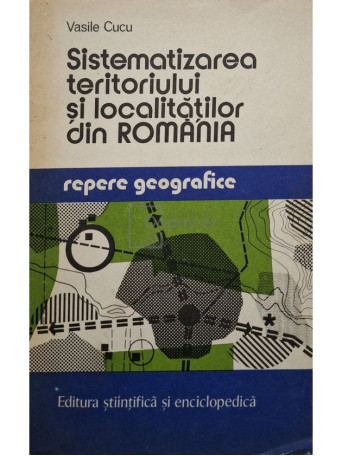 Vasile Cucu
Sistematizarea
teritoriului
și localităților
din ROMÂNIA
repere geografice
Editura științifică și enciclopedică